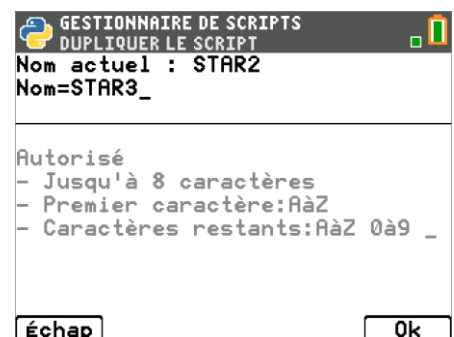 GESTIONNAIRE DE SCRIPTS
DUPLIQUER LE SCRIPT
Nom actuel : STAR2
Nom=STAR3_
Autorisé
- Jusqu'à 8 caractères
- Premier caractère:AàZ
- Caractères restants:AàZ 0à9 _
Échap
Ok